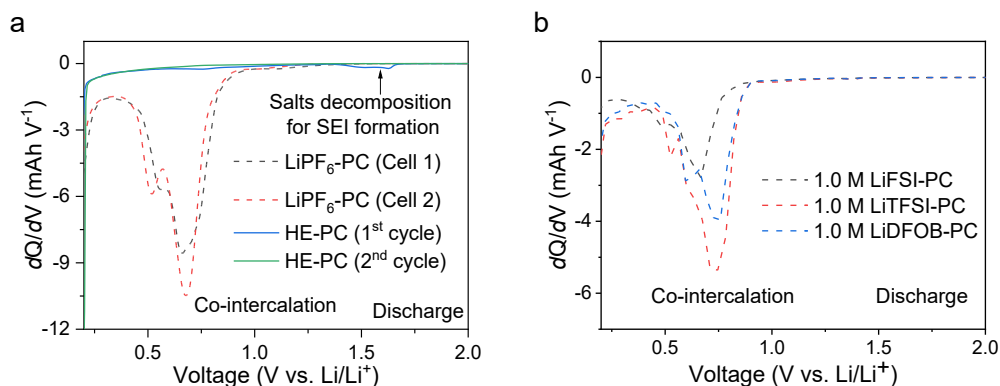 a
0
-3
-6
-9
-12
dQ/dV (mAh V⁻¹)
Salts decomposition
for SEI formation
LiPF₆-PC (Cell 1)
LiPF₆-PC (Cell 2)
HE-PC (1ˢᵗ cycle)
HE-PC (2ⁿᵈ cycle)
Co-intercalation
Discharge
0.5 1.0 1.5 2.0
Voltage (V vs. Li/Li⁺)
b
0
-2
-4
-6
dQ/dV (mAh V⁻¹)
1.0 M LiFSI-PC
1.0 M LiTFSI-PC
1.0 M LiDFOB-PC
Co-intercalation Discharge
0.5 1.0 1.5 2.0
Voltage (V vs. Li/Li⁺)